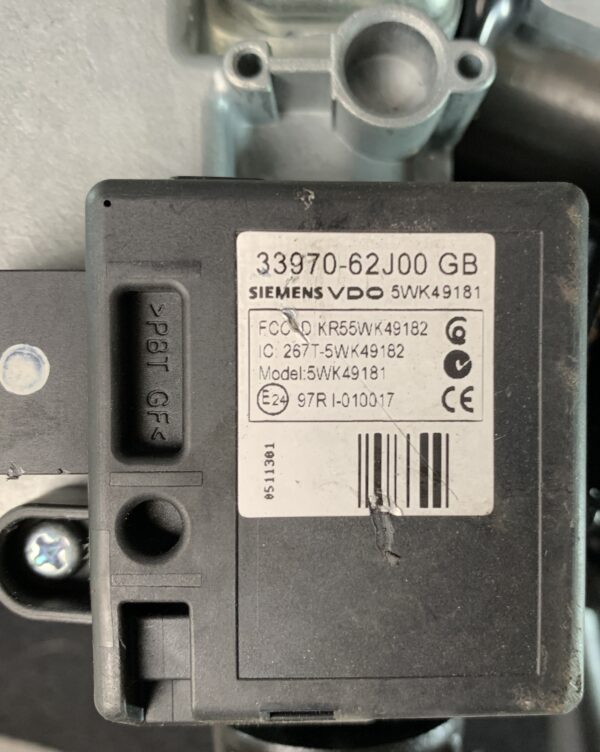 33970-62J00 GB
SIEMENS VDO 5WK49181
FCC ID KR55WK49182
IC: 267T-5WK49182
Model:5WK49181
E24 97R I-010017
CE
0511301
>PBT GF<